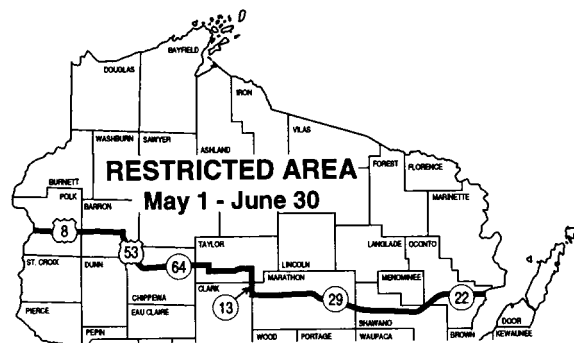 BAYFIELD
DOUGLAS
IRON
VILAS
WASHBURN
SAWYER
ASHLAND
FOREST
FLORENCE
RESTRICTED AREA
May 1 - June 30
BURNETT
POLK
BARRON
MARINETTE
8
53
64
TAYLOR
LINCOLN
LANGLADE
OCONTO
ST. CROIX
DUNN
CHIPPEWA
CLARK
MARATHON
MENOMINEE
13
29
22
PIERCE
EAU CLAIRE
PEPIN
WOOD
PORTAGE
SHAWANO
WAUPACA
BROWN
DOOR
KEWAUNEE